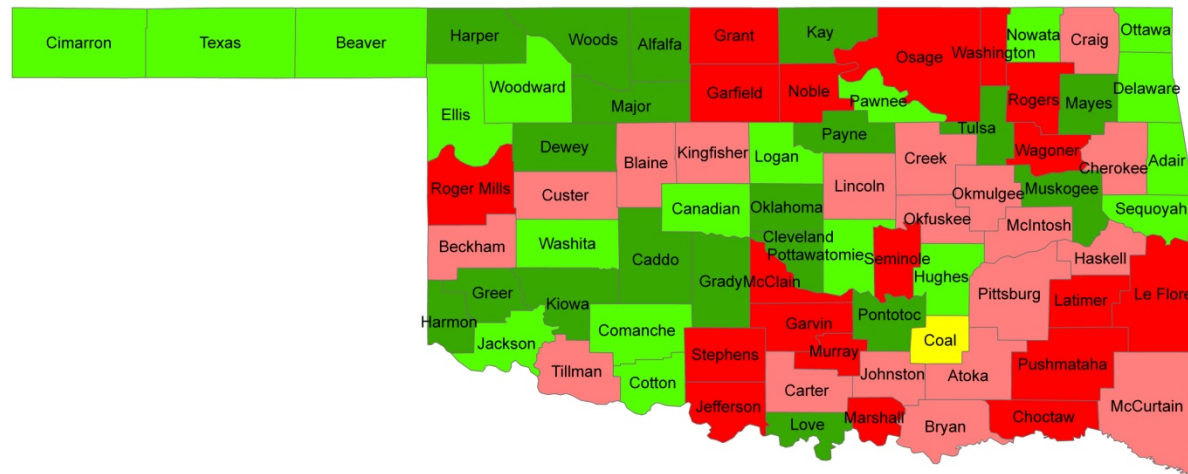 Cimarron
Texas
Beaver
Harper
Woods
Alfalfa
Grant
Kay
Osage
Washington
Nowata
Craig
Ottawa
Ellis
Woodward
Major
Garfield
Noble
Pawnee
Rogers
Mayes
Delaware
Dewey
Blaine
Kingfisher
Logan
Payne
Creek
Tulsa
Wagoner
Cherokee
Adair
Roger Mills
Custer
Canadian
Oklahoma
Lincoln
Okfuskee
Okmulgee
Muskogee
Sequoyah
Beckham
Washita
Caddo
Grady
Cleveland
McClain
Pottawatomie
Seminole
Hughes
McIntosh
Haskell
Pittsburg
Latimer
Le Flore
Harmon
Greer
Kiowa
Jackson
Comanche
Garvin
Pontotoc
Coal
Tillman
Cotton
Stephens
Murray
Carter
Johnston
Atoka
Pushmataha
McCurtain
Jefferson
Love
Marshall
Bryan
Choctaw